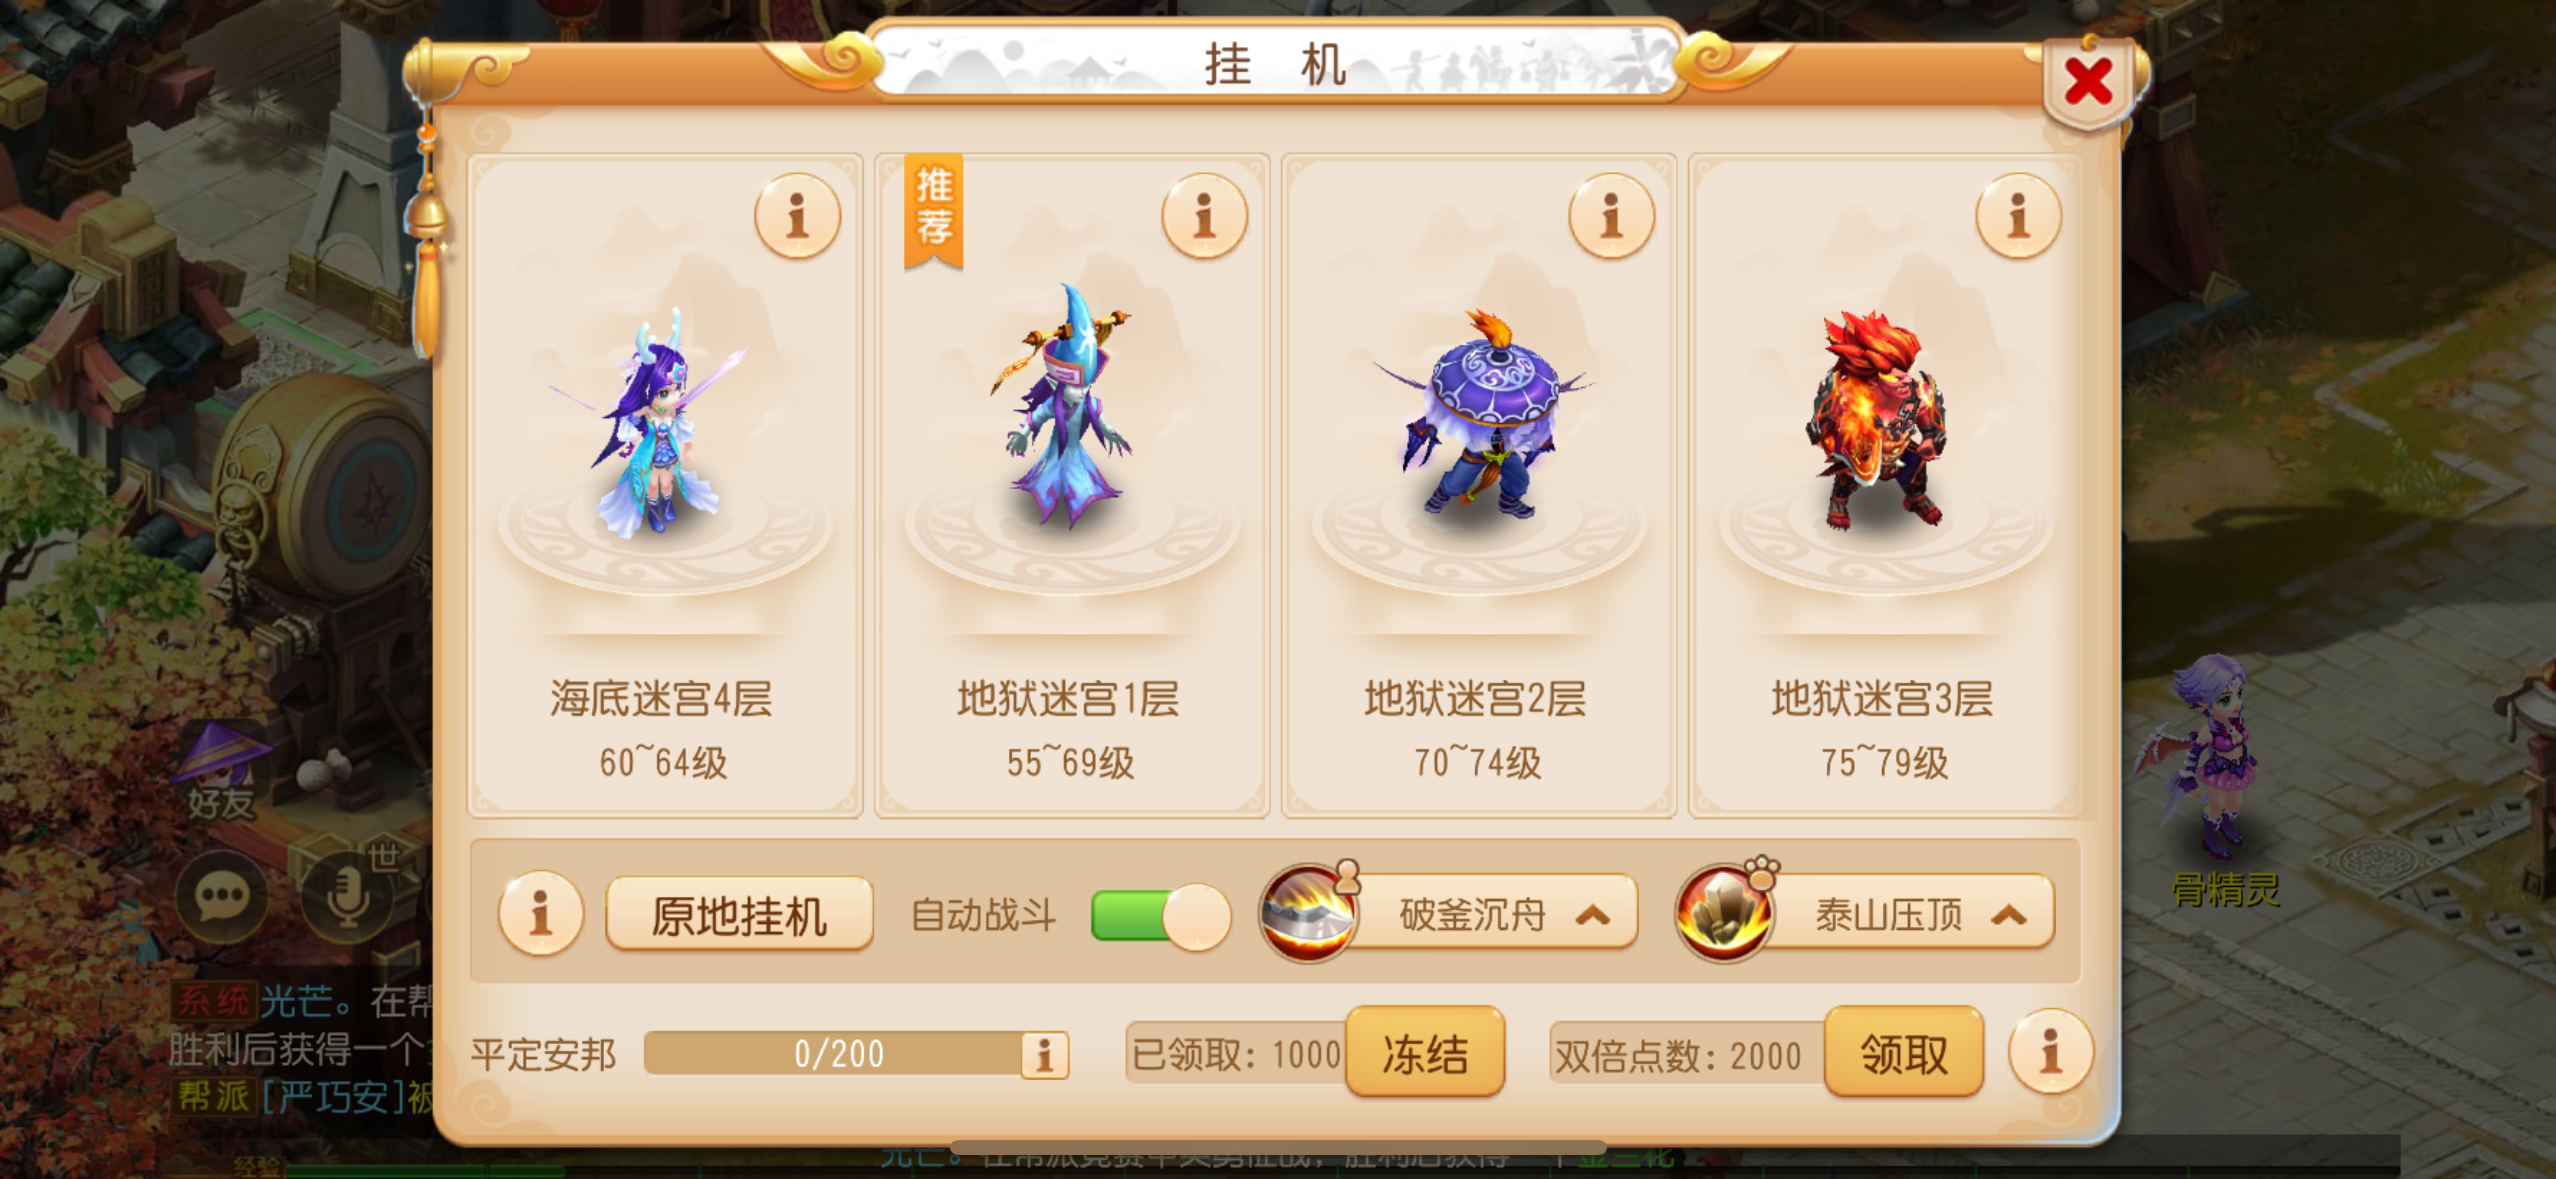 挂 机
推荐
海底迷宫4层
60~64级
地狱迷宫1层
55~69级
地狱迷宫2层
70~74级
地狱迷宫3层
75~79级
原地挂机
自动战斗
破釜沉舟
泰山压顶
平定安邦
0/200
已领取: 1000
冻结
双倍点数: 2000
领取
好友
世
骨精灵
系统 光芒。在帮
胜利后获得一个
帮派 [严巧安]被
经验